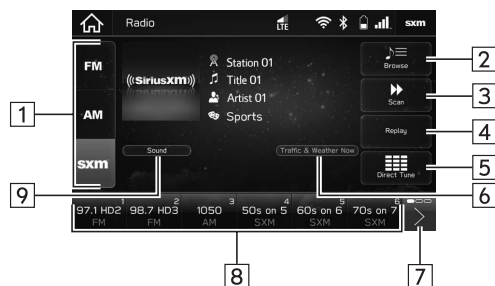 Radio
LTE
sxm
FM
AM
sxm
((SiriusXM))
Station 01
Title 01
Artist 01
Sports
Browse
Scan
Replay
Direct Tune
Sound
Traffic & Weather Now
1 2 3 4 5 6
97.1 HD2 98.7 HD3 1050 50s on 5 60s on 6 70s on 7
FM FM AM SXM SXM SXM
1
2
3
4
5
6
7
8
9